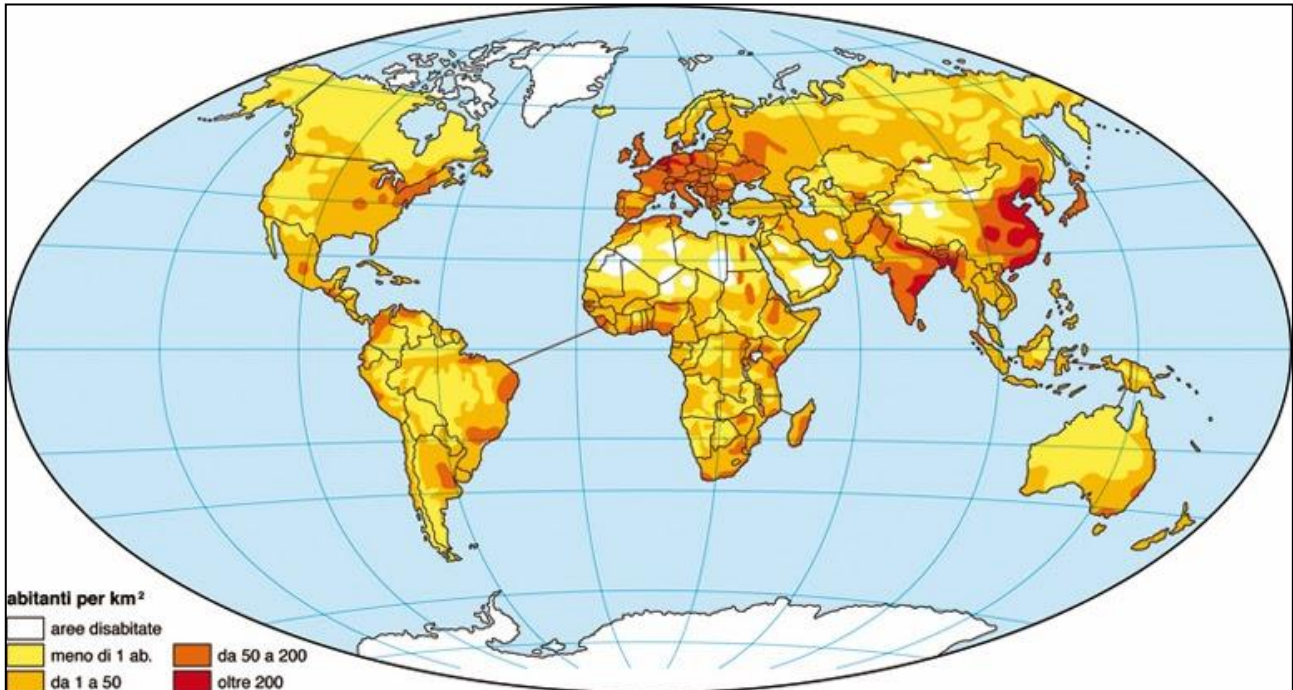 abitanti per km²
aree disabitate
meno di 1 ab.
da 1 a 50
da 50 a 200
oltre 200